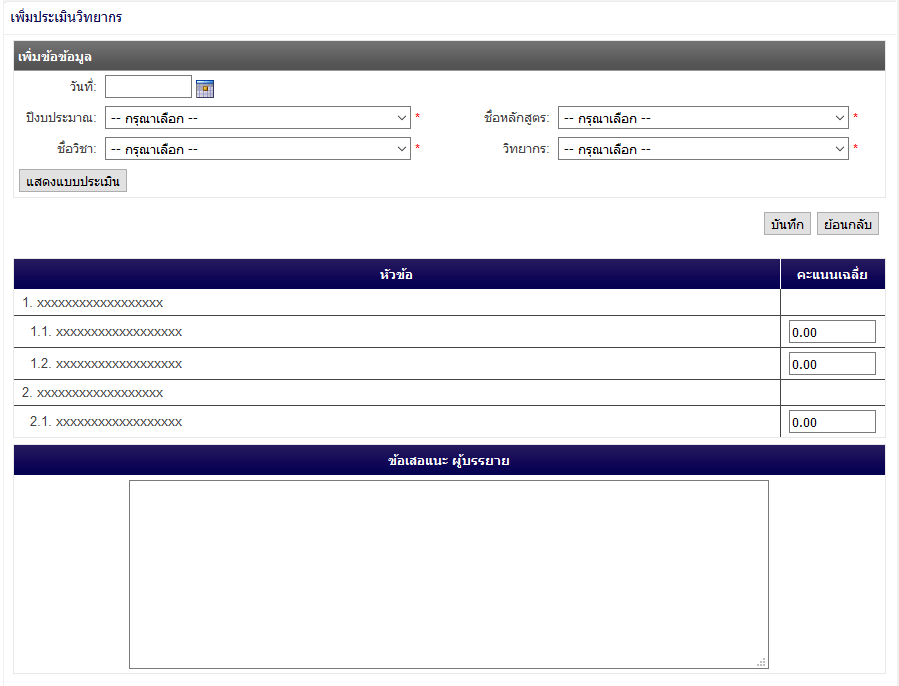 เพิ่มประเมินวิทยากร
เพิ่มข้อข้อมูล
วันที่:
ปีงบประมาณ: -- กรุณาเลือก -- * ชื่อหลักสูตร: -- กรุณาเลือก -- *
ชื่อวิชา: -- กรุณาเลือก -- * วิทยากร: -- กรุณาเลือก -- *
แสดงแบบประเมิน
บันทึก ย้อนกลับ
หัวข้อ คะแนนเฉลี่ย
1. xxxxxxxxxxxxxxxxxx
1.1. xxxxxxxxxxxxxxxxxx 0.00
1.2. xxxxxxxxxxxxxxxxxx 0.00
2. xxxxxxxxxxxxxxxxxx
2.1. xxxxxxxxxxxxxxxxxx 0.00
ข้อเสอแนะ ผู้บรรยาย